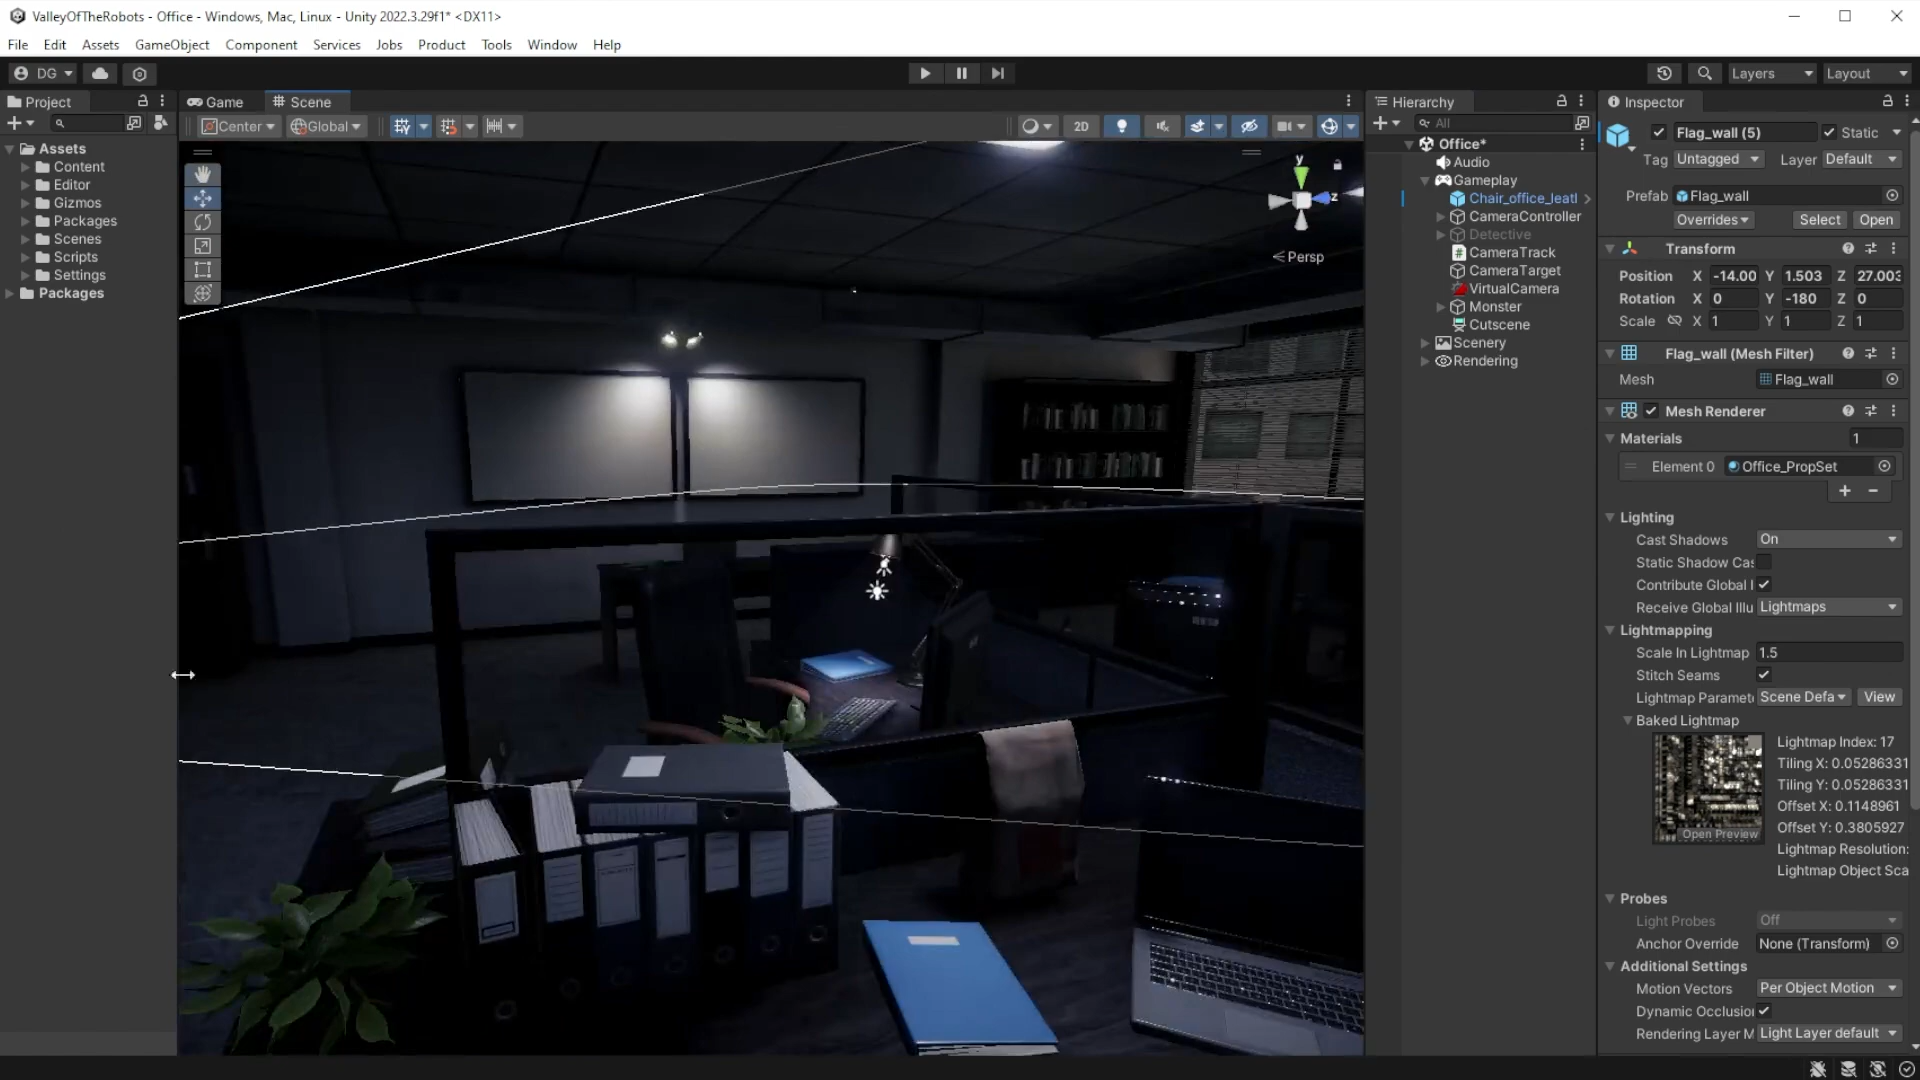 ValleyOfTheRobots - Office - Windows, Mac, Linux - Unity 2022.3.29f1* <DX11>
File Edit Assets GameObject Component Services Jobs Product Tools Window Help
DG
Layers
Layout
Project
Game
Scene
Hierarchy
Inspector
Center
Global
2D
All
Assets
Content
Editor
Gizmos
Packages
Scenes
Scripts
Settings
Packages
y
z
Persp
Office*
Audio
Gameplay
Chair_office_leatl
CameraController
Detective
CameraTrack
CameraTarget
VirtualCamera
Monster
Cutscene
Scenery
Rendering
Flag_wall (5)
Static
Tag Untagged Layer Default
Prefab Flag_wall
Overrides Select Open
Transform
Position X -14.00 Y 1.503 Z 27.003
Rotation X 0 Y -180 Z 0
Scale X 1 Y 1 Z 1
Flag_wall (Mesh Filter)
Mesh Flag_wall
Mesh Renderer
Materials 1
Element 0 Office_PropSet
Lighting
Cast Shadows On
Static Shadow Cas
Contribute Global I
Receive Global Illu Lightmaps
Lightmapping
Scale In Lightmap 1.5
Stitch Seams
Lightmap Paramet Scene Defa View
Baked Lightmap
Open Preview
Lightmap Index: 17
Tiling X: 0.05286331
Tiling Y: 0.05286331
Offset X: 0.1148961
Offset Y: 0.3805927
Lightmap Resolution:
Lightmap Object Sca
Probes
Light Probes Off
Anchor Override None (Transform)
Additional Settings
Motion Vectors Per Object Motion
Dynamic Occlusion
Rendering Layer M Light Layer default